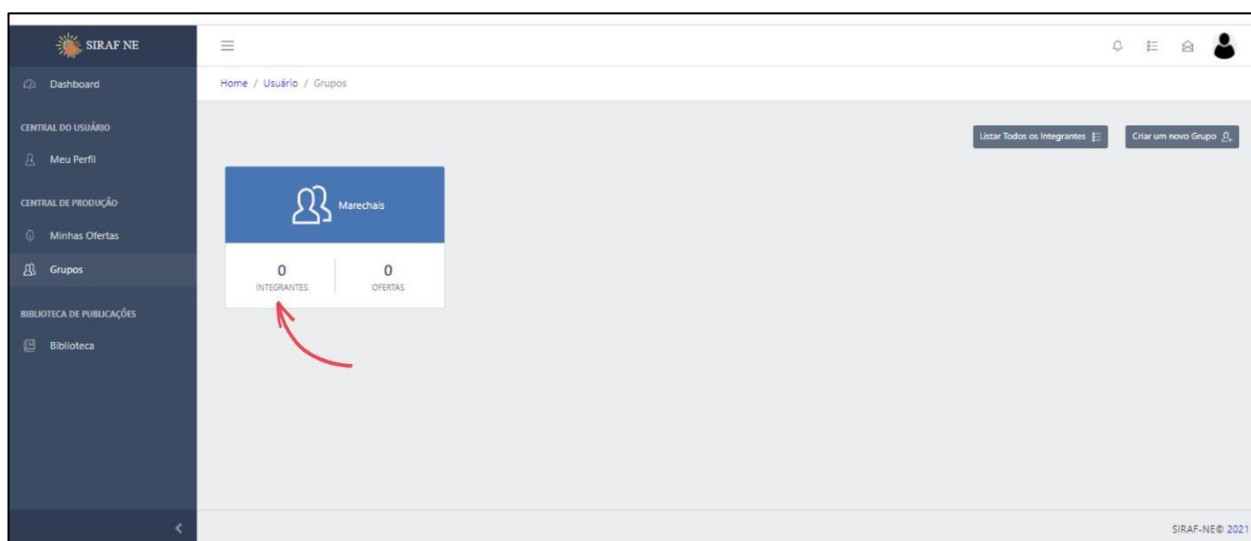 SIRAF NE
Dashboard
CENTRAL DO USUÁRIO
Meu Perfil
CENTRAL DE PRODUÇÃO
Minhas Ofertas
Grupos
BIBLIOTECA DE PUBLICAÇÕES
Biblioteca
Home / Usuário / Grupos
Listar Todos os Integrantes
Criar um novo Grupo
Marechais
0 0
INTEGRANTES OFERTAS
SIRAF-NE© 2021